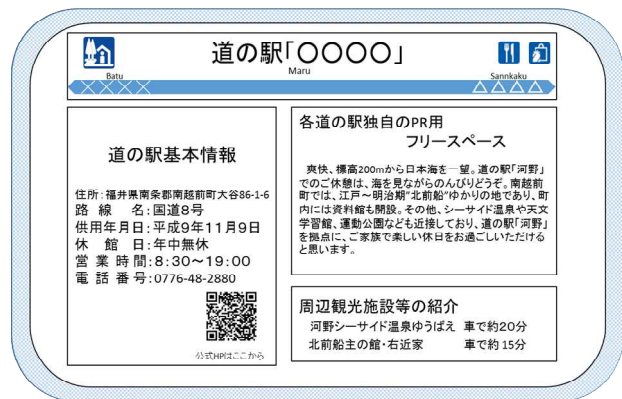 道の駅「〇〇〇〇」
Maru
Batu
Sannkaku
××××
△△△△
道の駅基本情報
住所:福井県南条郡南越前町大谷86-1-6
路線名:国道8号
供用年月日:平成9年11月9日
休館日:年中無休
営業時間:8:30～19:00
電話番号:0776-48-2880
公式HPはここから
各道の駅独自のPR用
フリースペース
爽快、標高200mから日本海を一望。道の駅「河野」
でのご休憩は、海を見ながらのんびりどうぞ。南越前
町では、江戸～明治期"北前船"ゆかりの地であり、町
内には資料館も開設。その他、シーサイド温泉や天文
学習館、運動公園なども近接しており、道の駅「河野」
を拠点に、ご家族で楽しい休日をお過ごしいただける
と思います。
周辺観光施設等の紹介
河野シーサイド温泉ゆうばえ 車で約20分
北前船主の館・右近家 車で約15分